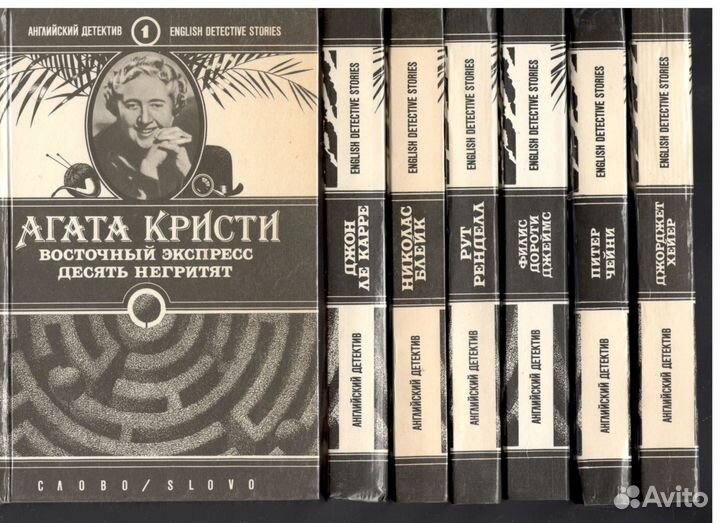 АНГЛИЙСКИЙ ДЕТЕКТИВ 1 ENGLISH DETECTIVE STORIES
АГАТА КРИСТИ
ВОСТОЧНЫЙ ЭКСПРЕСС
ДЕСЯТЬ НЕГРИТЯТ
СЛОВО / SLOVO
ENGLISH DETECTIVE STORIES
ДЖОН
ЛЕ КАРРЕ
АНГЛИЙСКИЙ ДЕТЕКТИВ
ENGLISH DETECTIVE STORIES
НИКОЛАС
БЛЕЙК
АНГЛИЙСКИЙ ДЕТЕКТИВ
ENGLISH DETECTIVE STORIES
РУТ
РЕНДЕЛЛ
АНГЛИЙСКИЙ ДЕТЕКТИВ
ENGLISH DETECTIVE STORIES
ФИЛИС
ДОРОТИ
ДЖЕЙМС
АНГЛИЙСКИЙ ДЕТЕКТИВ
ENGLISH DETECTIVE STORIES
ПИТЕР
ЧЕЙНИ
АНГЛИЙСКИЙ ДЕТЕКТИВ
ENGLISH DETECTIVE STORIES
ДЖОРДЖЕТ
ХЕЙЕР
АНГЛИЙСКИЙ ДЕТЕКТИВ
Avito